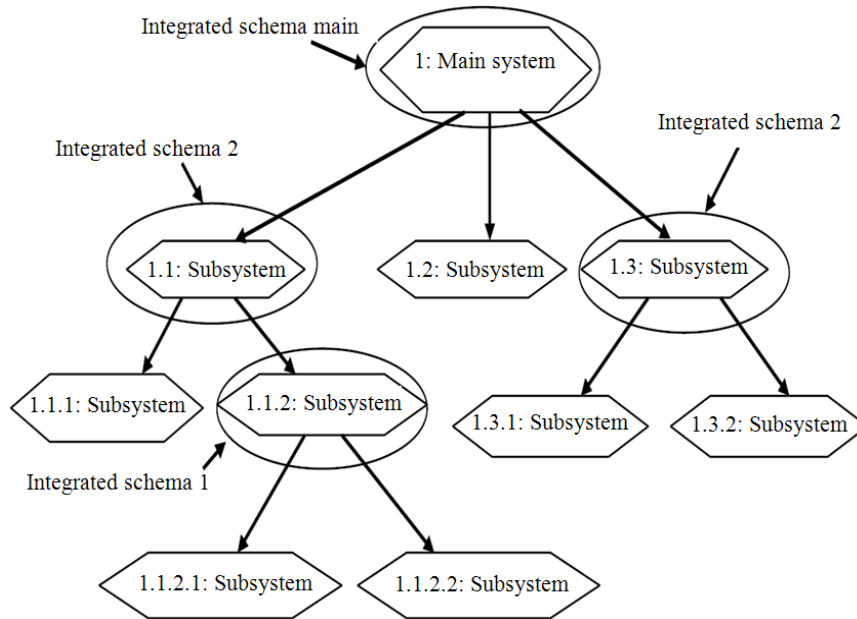 Integrated schema main
1: Main system
Integrated schema 2
Integrated schema 2
1.1: Subsystem
1.2: Subsystem
1.3: Subsystem
1.1.1: Subsystem
1.1.2: Subsystem
1.3.1: Subsystem
1.3.2: Subsystem
Integrated schema 1
1.1.2.1: Subsystem
1.1.2.2: Subsystem